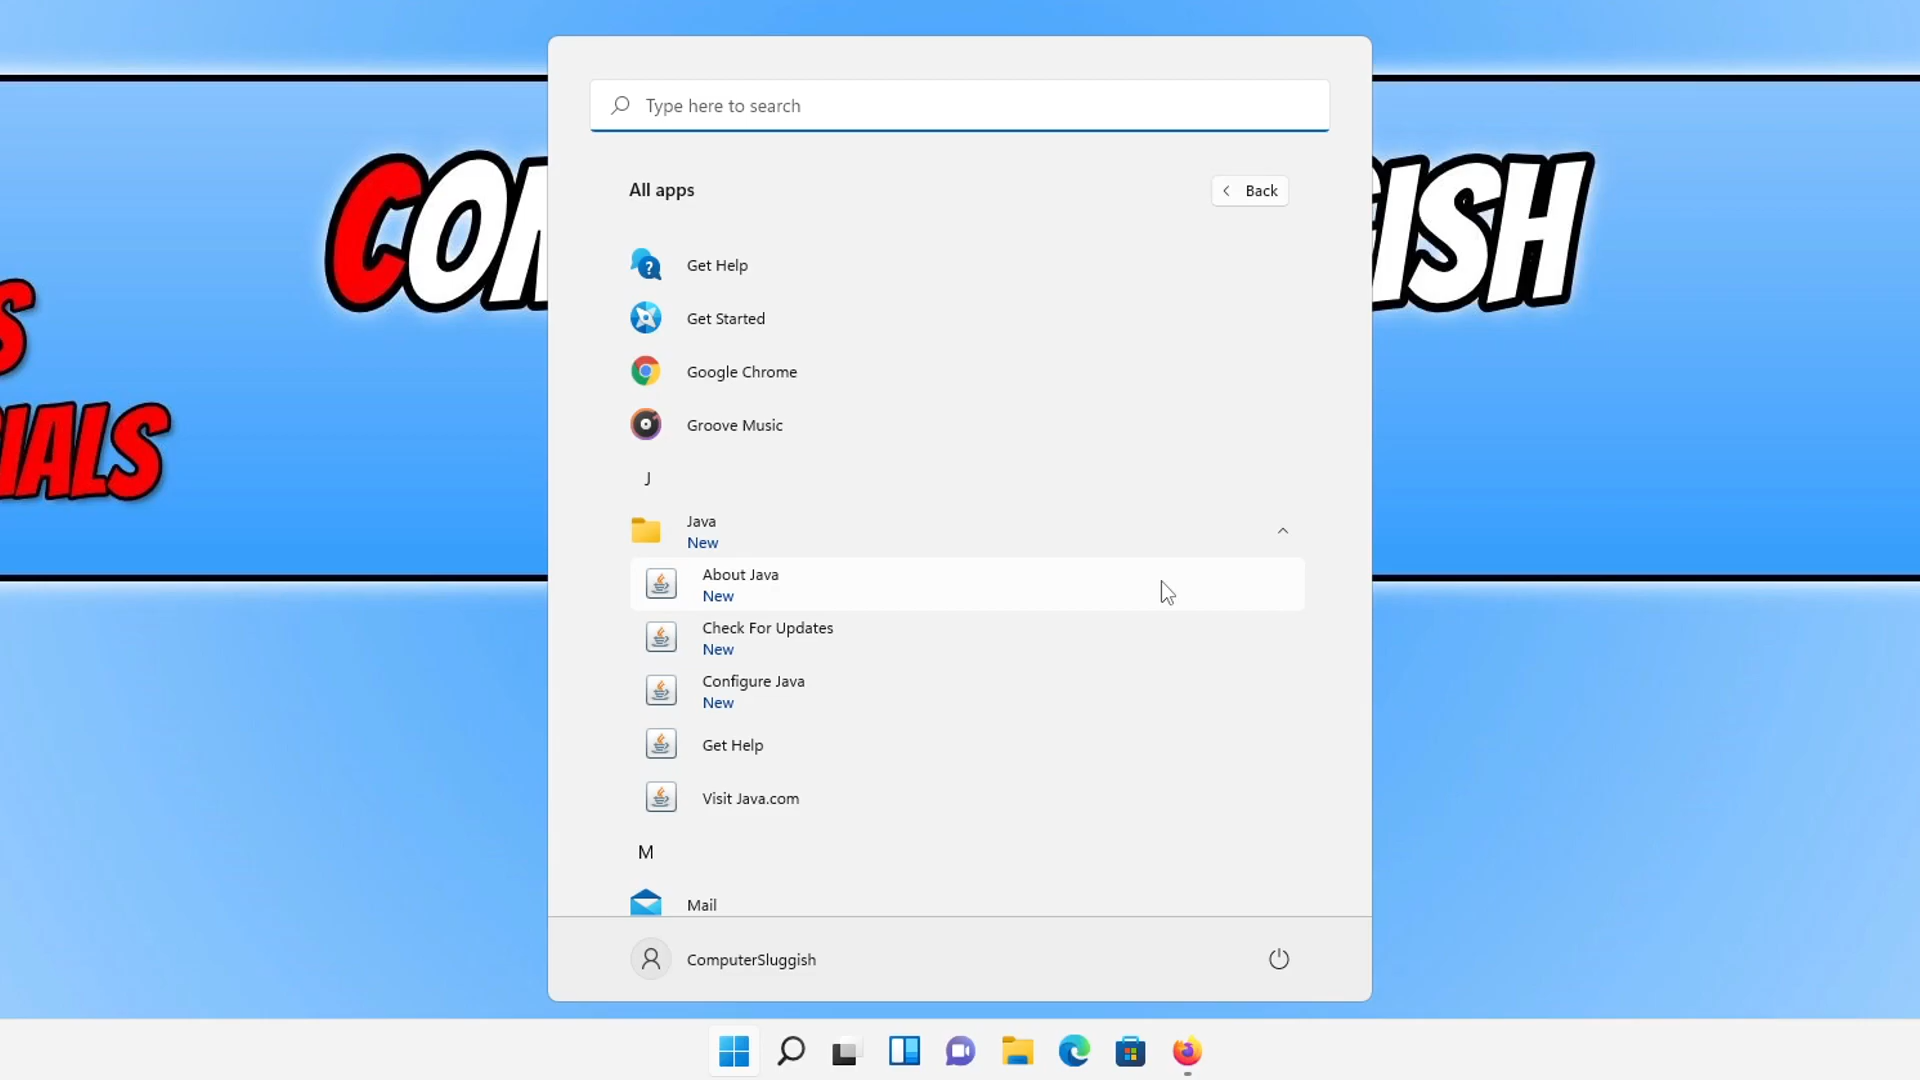 Type here to search
All apps
Back
Get Help
Get Started
Google Chrome
Groove Music
J
Java
New
About Java
New
Check For Updates
New
Configure Java
New
Get Help
Visit Java.com
M
Mail
ComputerSluggish
COM
GISH
S
IALS